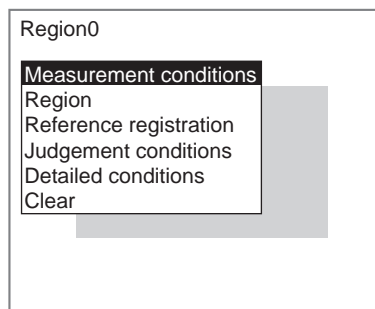 Region0
Measurement conditions
Region
Reference registration
Judgement conditions
Detailed conditions
Clear